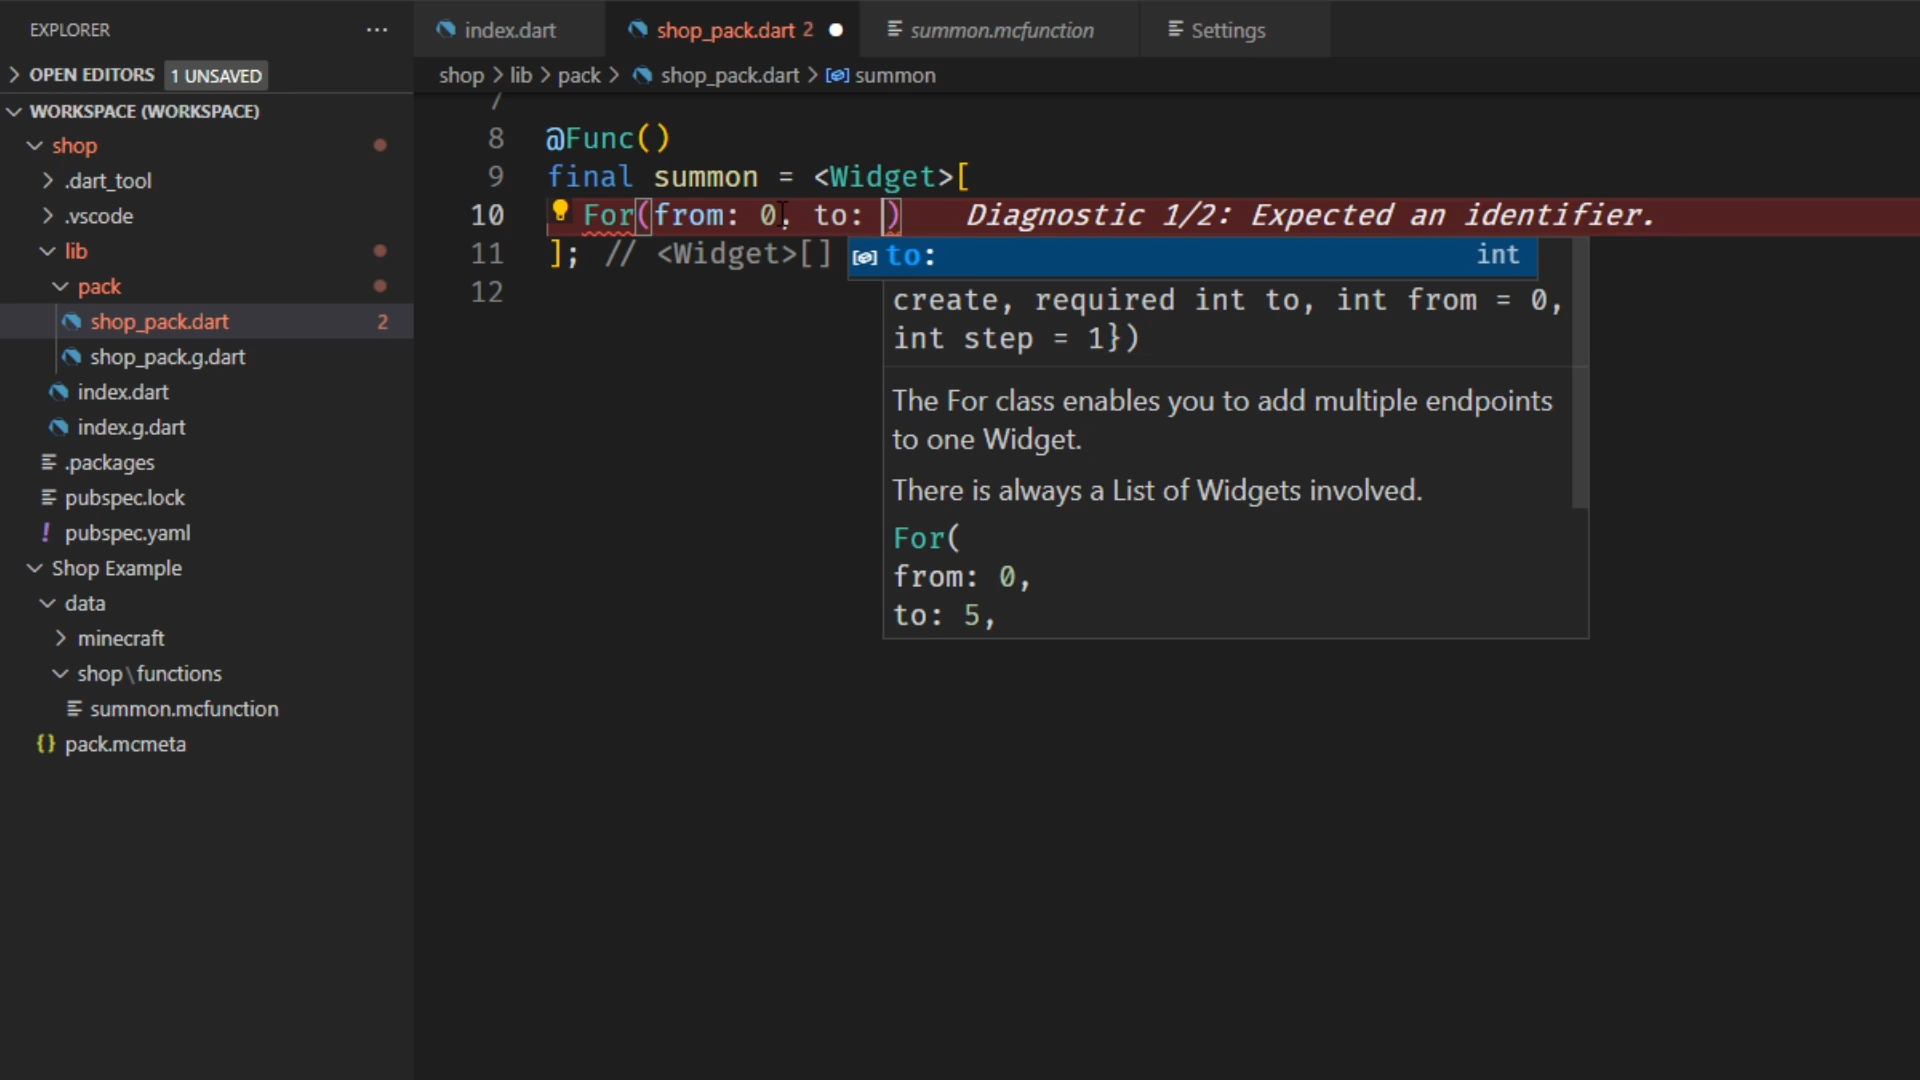 EXPLORER ...
index.dart shop_pack.dart 2 summon.mcfunction Settings
OPEN EDITORS 1 UNSAVED
shop > lib > pack > shop_pack.dart > summon
WORKSPACE (WORKSPACE)
7
8 @Func()
shop
9 final summon = <Widget>[
.dart_tool
10 For(from: 0, to: ) Diagnostic 1/2: Expected an identifier.
.vscode
11 ]; // <Widget>[]
to: int
lib
12
pack
create, required int to, int from = 0,
int step = 1})
shop_pack.dart 2
shop_pack.g.dart
index.dart
The For class enables you to add multiple endpoints
to one Widget.
index.g.dart
.packages
There is always a List of Widgets involved.
pubspec.lock
pubspec.yaml
For(
Shop Example
from: 0,
data
to: 5,
minecraft
shop\functions
summon.mcfunction
{} pack.mcmeta